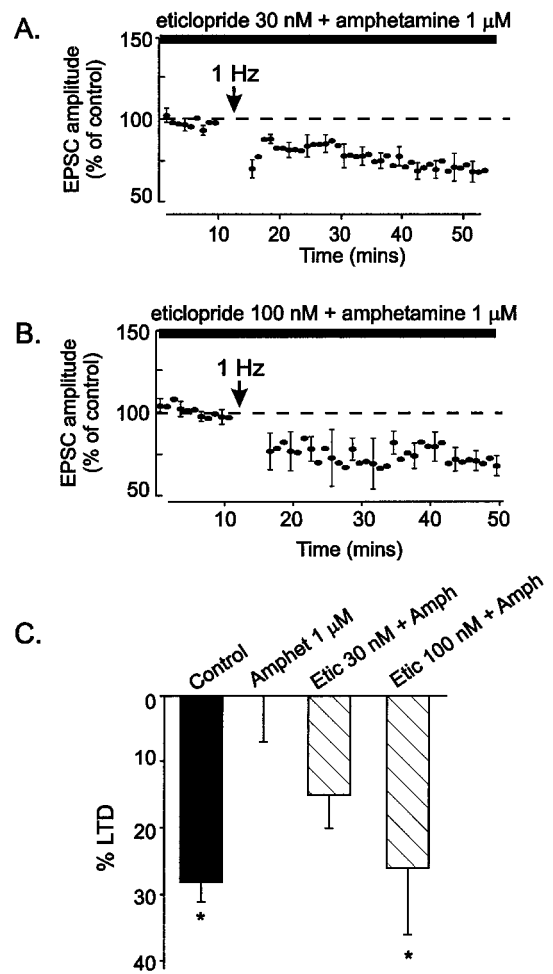 A.
eticlopride 30 nM + amphetamine 1 μM
150
100
50
EPSC amplitude
(% of control)
1 Hz
10 20 30 40 50
Time (mins)
B.
eticlopride 100 nM + amphetamine 1 μM
150
100
50
EPSC amplitude
(% of control)
1 Hz
10 20 30 40 50
Time (mins)
C.
Control
Amphet 1 μM
Etic 30 nM + Amph
Etic 100 nM + Amph
0
10
20
30
40
% LTD
*
*